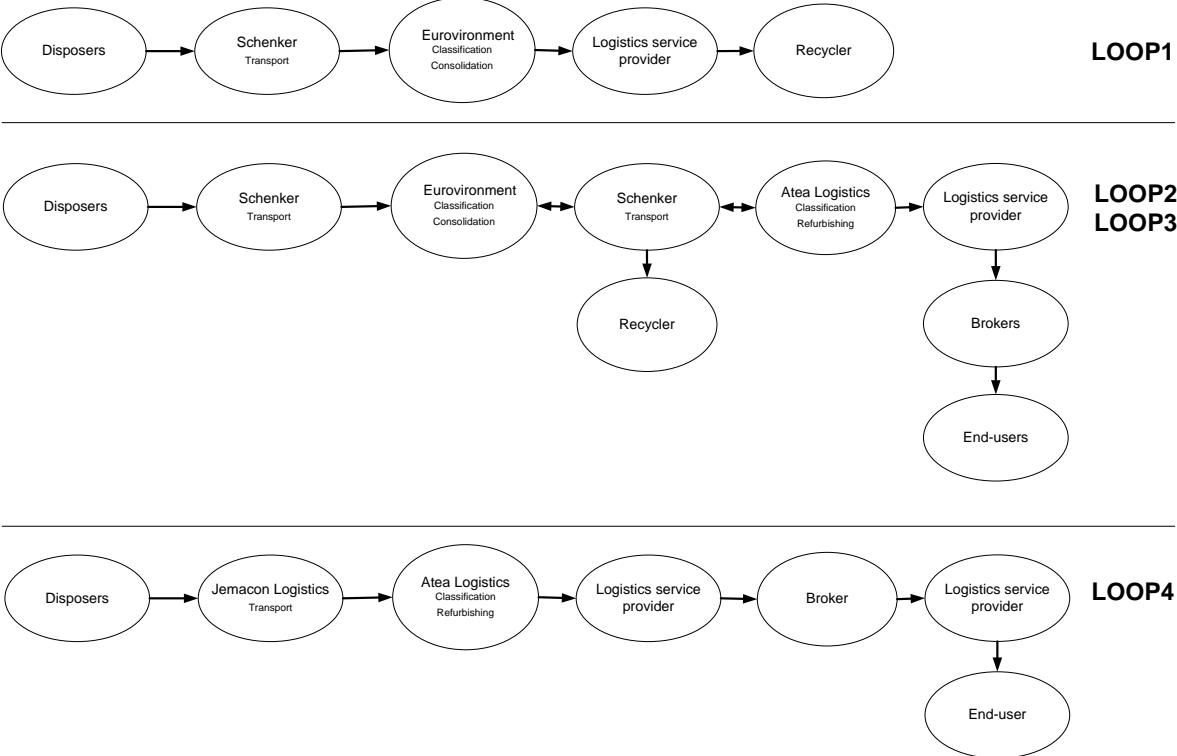 Disposers
Schenker
Transport
Eurovironment
Classification
Consolidation
Logistics service
provider
Recycler
LOOP1
Disposers
Schenker
Transport
Eurovironment
Classification
Consolidation
Schenker
Transport
Atea Logistics
Classification
Refurbishing
Logistics service
provider
LOOP2
LOOP3
Recycler
Brokers
End-users
Disposers
Jemacon Logistics
Transport
Atea Logistics
Classification
Refurbishing
Logistics service
provider
Broker
Logistics service
provider
LOOP4
End-user